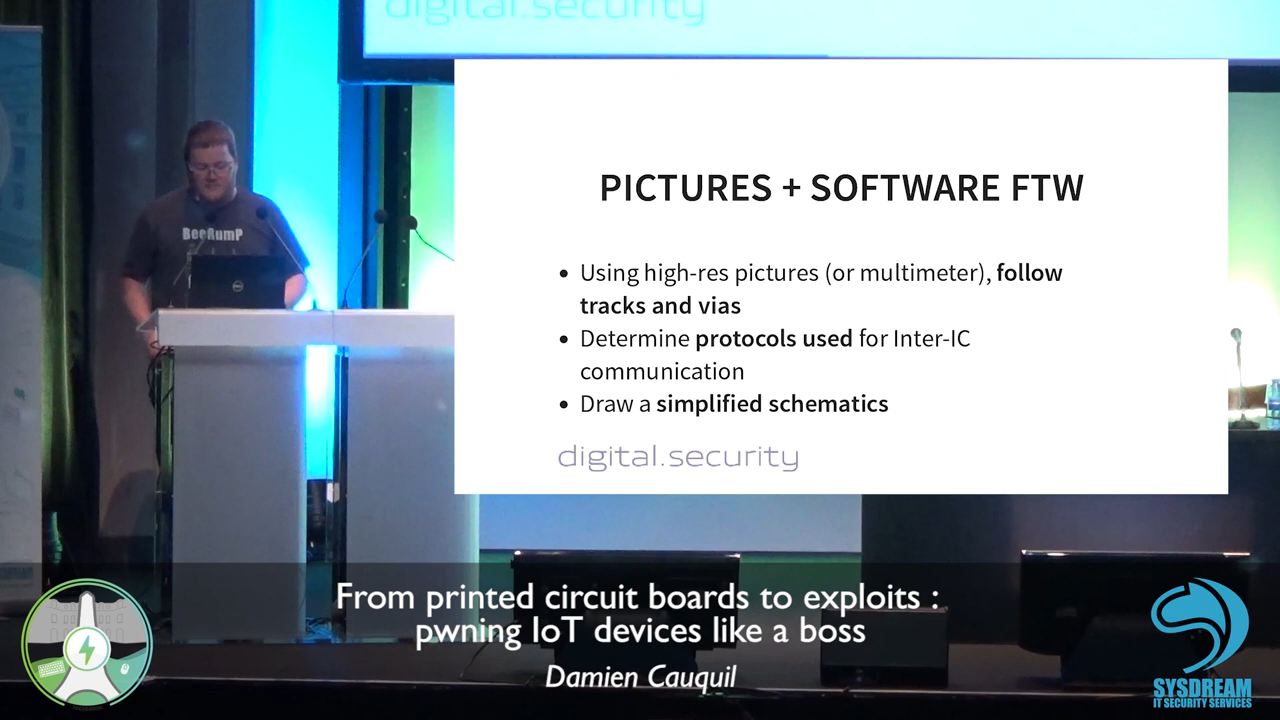 digital.security
BeeRumP
DELL
PICTURES + SOFTWARE FTW
• Using high-res pictures (or multimeter), follow
tracks and vias
• Determine protocols used for Inter-IC
communication
• Draw a simplified schematics
digital.security
From printed circuit boards to exploits :
pwning IoT devices like a boss
Damien Cauquil
SYSDREAM
IT SECURITY SERVICES